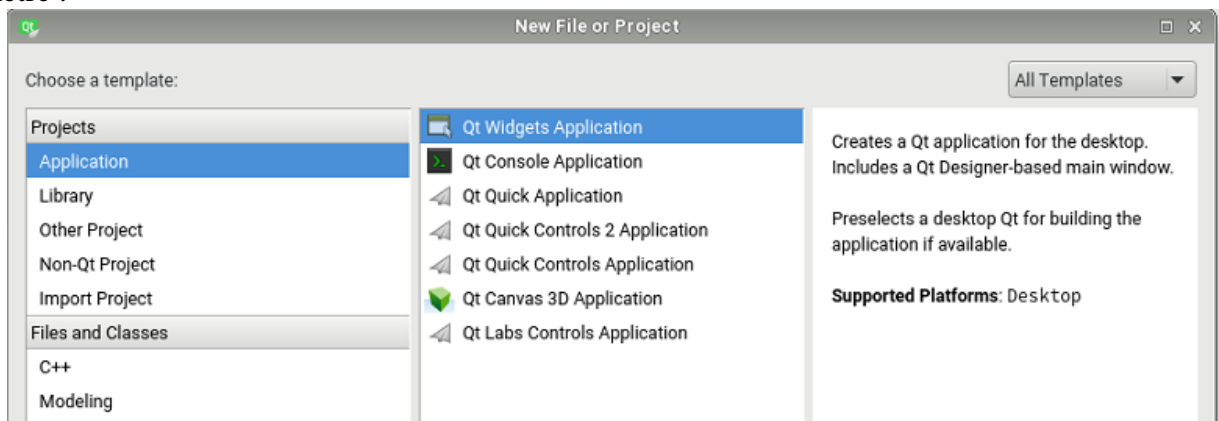 New File or Project
Choose a template:
All Templates
Projects
Application
Library
Other Project
Non-Qt Project
Import Project
Files and Classes
C++
Modeling
Qt Widgets Application
Qt Console Application
Qt Quick Application
Qt Quick Controls 2 Application
Qt Quick Controls Application
Qt Canvas 3D Application
Qt Labs Controls Application
Creates a Qt application for the desktop.
Includes a Qt Designer-based main window.
Preselects a desktop Qt for building the
application if available.
Supported Platforms: Desktop